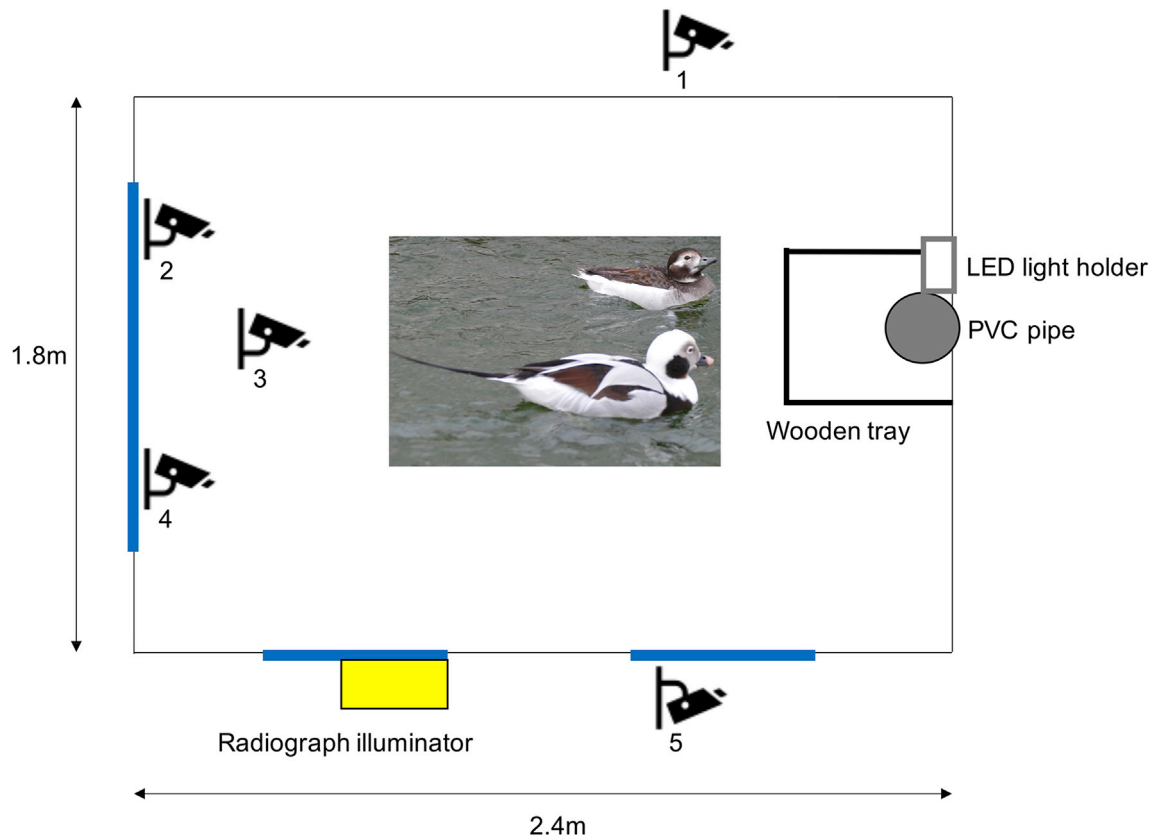 1
2
LED light holder
PVC pipe
1.8m
3
Wooden tray
4
Radiograph illuminator
5
2.4m